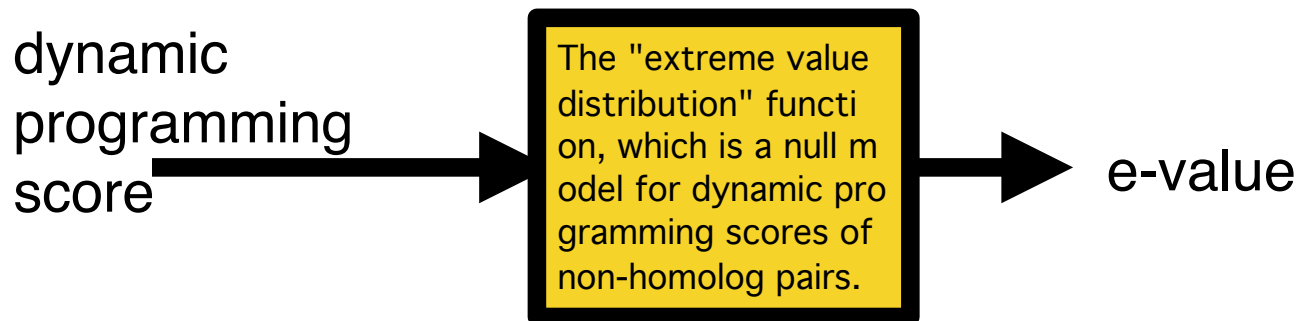 dynamic
programming
score
The "extreme value
distribution" functi
on, which is a null m
odel for dynamic pro
gramming scores of
non-homolog pairs.
e-value